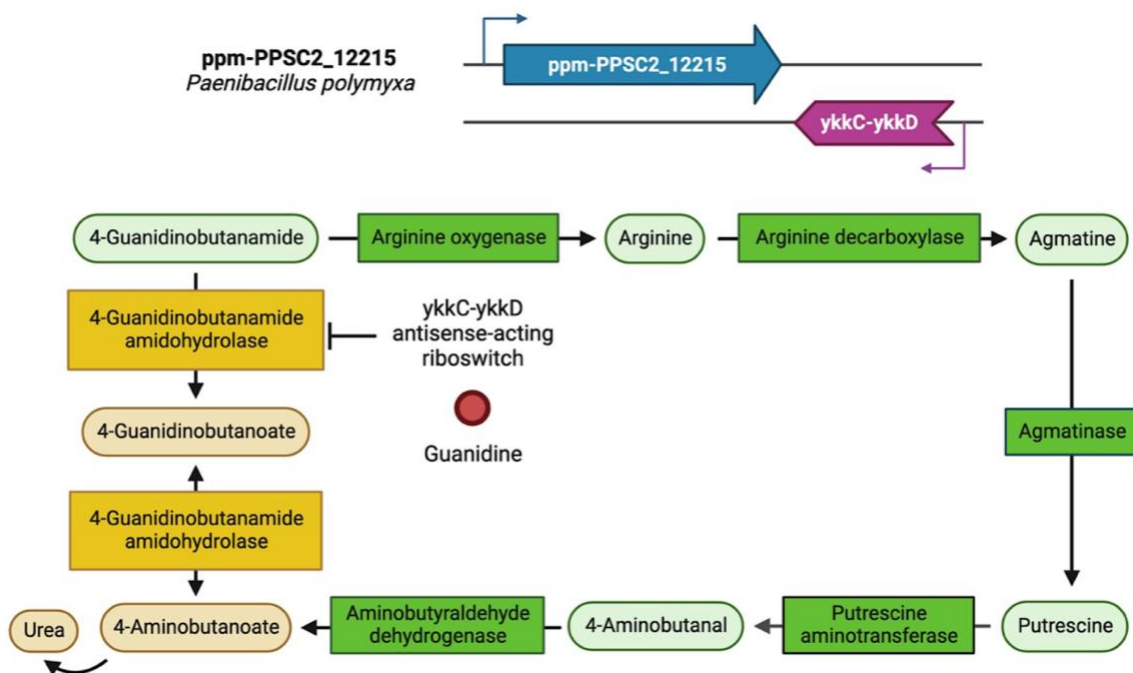 ppm-PPSC2_12215
Paenibacillus polymyxa
ppm-PPSC2_12215
ykkC-ykkD
4-Guanidinobutanamide
Arginine oxygenase
Arginine
Arginine decarboxylase
Agmatine
4-Guanidinobutanamide
amidohydrolase
ykkC-ykkD
antisense-acting
riboswitch
Guanidine
4-Guanidinobutanoate
Agmatinase
4-Guanidinobutanamide
amidohydrolase
Urea
4-Aminobutanoate
Aminobutyraldehyde
dehydrogenase
4-Aminobutanal
Putrescine
aminotransferase
Putrescine